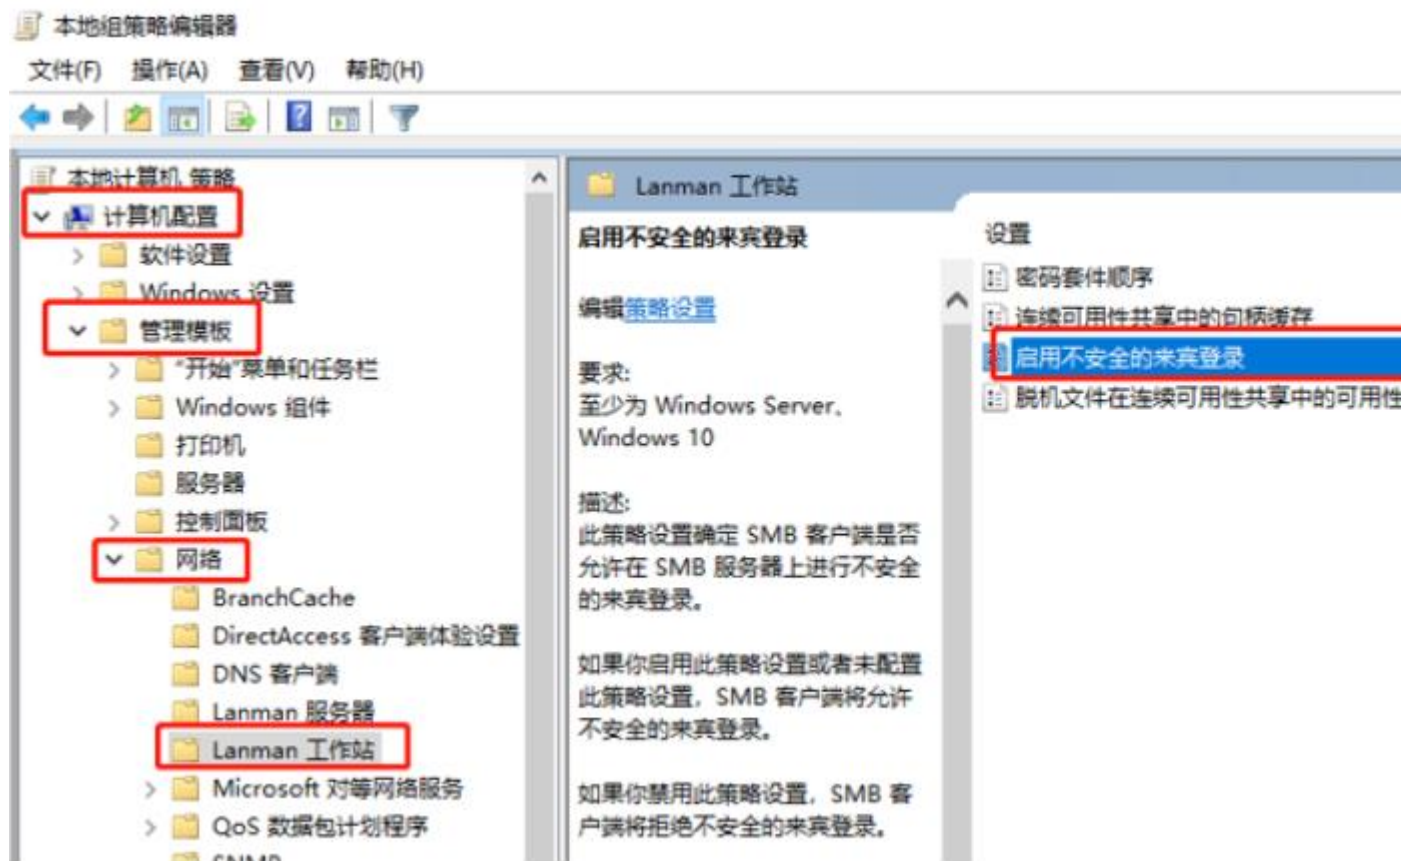 本地组策略编辑器
文件(F) 操作(A) 查看(V) 帮助(H)
本地计算机 策略
计算机配置
软件设置
Windows 设置
管理模板
“开始”菜单和任务栏
Windows 组件
打印机
服务器
控制面板
网络
BranchCache
DirectAccess 客户端体验设置
DNS 客户端
Lanman 服务器
Lanman 工作站
Microsoft 对等网络服务
QoS 数据包计划程序
SNMP
Lanman 工作站
启用不安全的来宾登录
编辑策略设置
要求:
至少为 Windows Server、
Windows 10
描述:
此策略设置确定 SMB 客户端是否
允许在 SMB 服务器上进行不安全
的来宾登录。
如果你启用此策略设置或者未配置
此策略设置，SMB 客户端将允许
不安全的来宾登录。
如果你禁用此策略设置，SMB 客
户端将拒绝不安全的来宾登录。
设置
密码套件顺序
连续可用性共享中的句柄缓存
启用不安全的来宾登录
脱机文件在连续可用性共享中的可用性